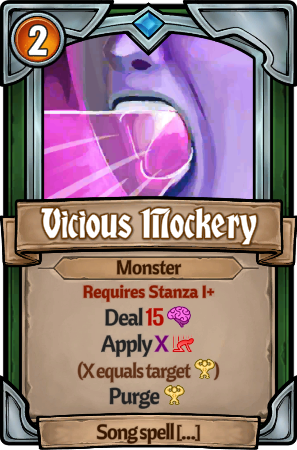 2
Vicious Mockery
Monster
Requires Stanza I+
Deal 15
Apply X
(X equals target )
Purge
Song spell [...]